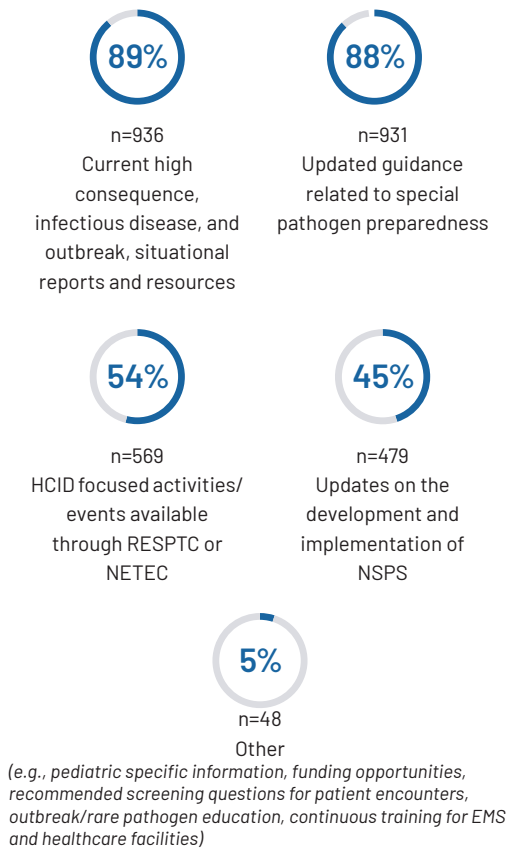 89%
n=936
Current high
consequence,
infectious disease, and
outbreak, situational
reports and resources
88%
n=931
Updated guidance
related to special
pathogen preparedness
54%
n=569
HCID focused activities/
events available
through RESPTC or
NETEC
45%
n=479
Updates on the
development and
implementation of
NSPS
5%
n=48
Other
(e.g., pediatric specific information, funding opportunities,
recommended screening questions for patient encounters,
outbreak/rare pathogen education, continuous training for EMS
and healthcare facilities)